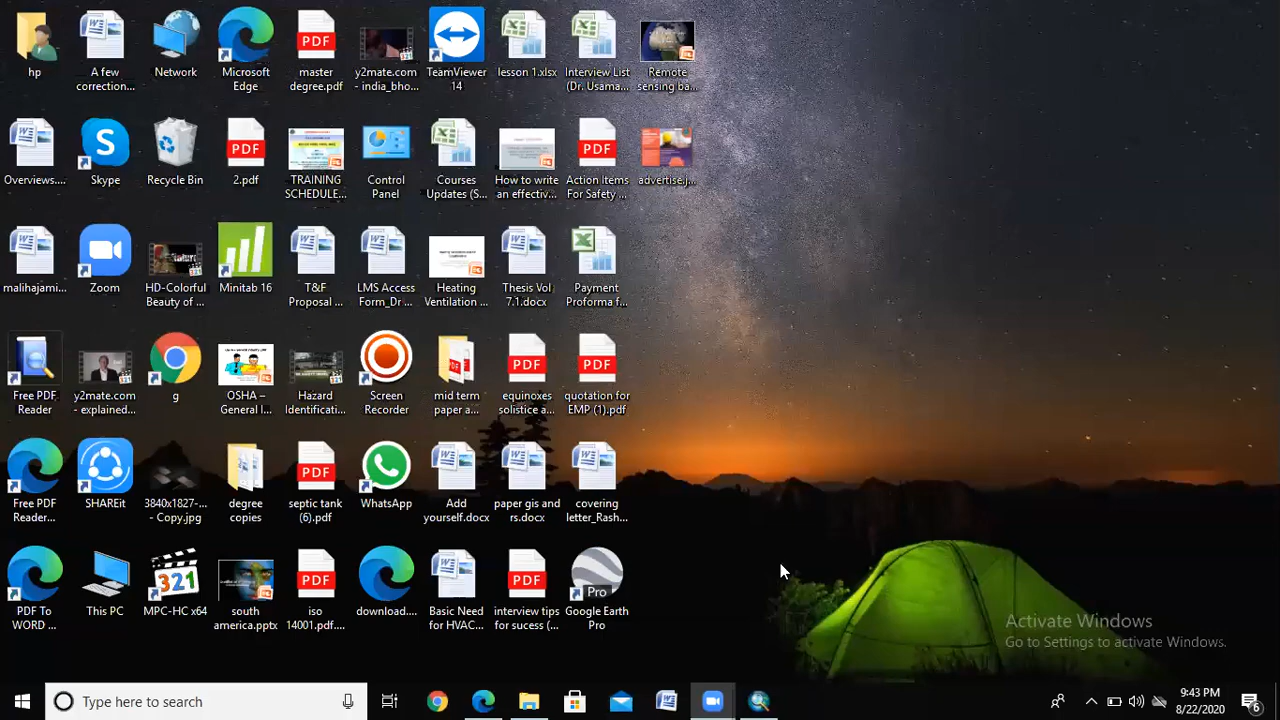 hp
A few
correction...
Network
Microsoft
Edge
PDF
master
degree.pdf
y2mate.com
- india_bho...
TeamViewer
14
lesson 1.xlsx
Interview List
(Dr. Usama...
Remote
sensing ba...
Overviews....
Skype
Recycle Bin
PDF
2.pdf
TRAINING
SCHEDULE...
Control
Panel
Courses
Updates (S...
How to write
an effectiv...
PDF
Action Items
For Safety ...
advertise.j...
malihajami...
Zoom
HD-Colorful
Beauty of ...
Minitab 16
T&F
Proposal ...
LMS Access
Form_Dr ...
Heating
Ventilation ...
Thesis Vol
7.1.docx
Payment
Proforma f...
Free PDF
Reader
y2mate.com
- explained...
g
OSHA –
General I...
Hazard
Identificati...
Screen
Recorder
mid term
paper a...
PDF
equinoxes
solistice a...
PDF
quotation for
EMP (1).pdf
Free PDF
Reader...
SHAREit
3840x1827-...
- Copy.jpg
degree
copies
PDF
septic tank
(6).pdf
WhatsApp
Add
yourself.docx
paper gis and
rs.docx
covering
letter_Rash...
PDF To
WORD ...
This PC
321
MPC-HC x64
south
america.pptx
PDF
iso
14001.pdf....
download....
Basic Need
for HVAC...
PDF
interview tips
for sucess (...
Pro
Google Earth
Pro
Activate Windows
Go to Settings to activate Windows.
Type here to search
9:43 PM
8/22/2020
6